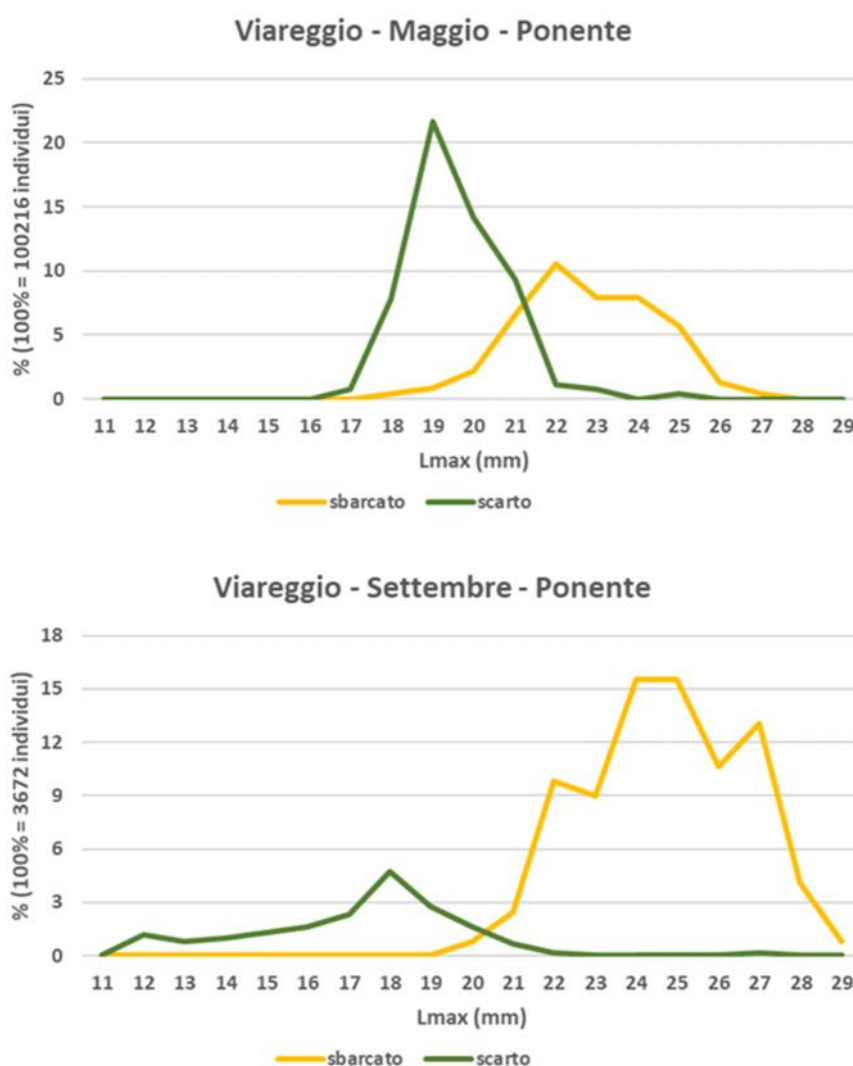 Viareggio - Maggio - Ponente
% (100%= 100216 individui)
25
20
15
10
5
0
11 12 13 14 15 16 17 18 19 20 21 22 23 24 25 26 27 28 29
Lmax (mm)
sbarcato scarto
Viareggio - Settembre - Ponente
% (100%= 3672 individui)
18
15
12
9
6
3
0
11 12 13 14 15 16 17 18 19 20 21 22 23 24 25 26 27 28 29
Lmax (mm)
sbarcato scarto